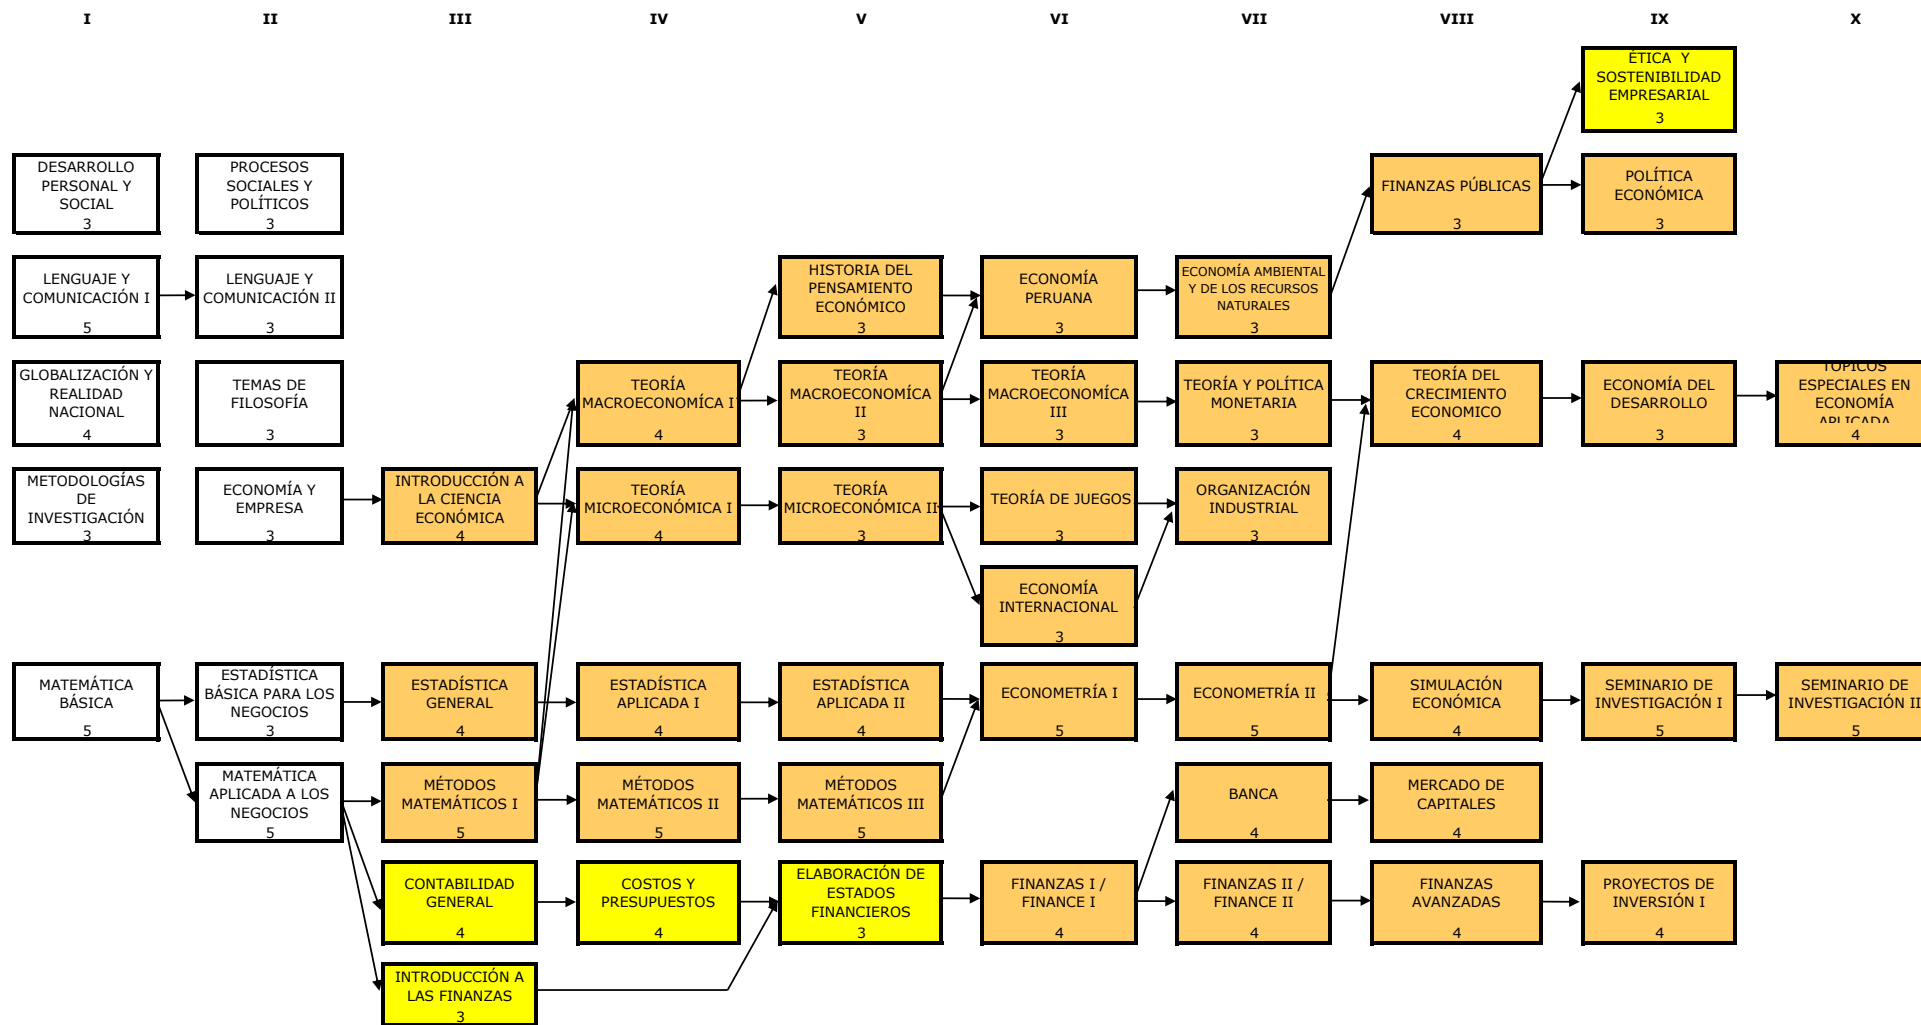 I II III IV V VI VII VIII IX X
ÉTICA Y
SOSTENIBILIDAD
EMPRESARIAL
3
DESARROLLO
PERSONAL Y
SOCIAL
3
PROCESOS
SOCIALES Y
POLÍTICOS
3
FINANZAS PÚBLICAS
3
POLÍTICA
ECONÓMICA
3
LENGUAJE Y
COMUNICACIÓN I
5
LENGUAJE Y
COMUNICACIÓN II
3
HISTORIA DEL
PENSAMIENTO
ECONÓMICO
3
ECONOMÍA
PERUANA
3
ECONOMÍA AMBIENTAL
Y DE LOS RECURSOS
NATURALES
3
GLOBALIZACIÓN Y
REALIDAD
NACIONAL
4
TEMAS DE
FILOSOFÍA
3
TEORÍA
MACROECONOMÍCA I
4
TEORÍA
MACROECONOMÍCA
II
3
TEORÍA
MACROECONOMÍCA
III
3
TEORÍA Y POLÍTICA
MONETARIA
3
TEORÍA DEL
CRECIMIENTO
ECONOMICO
4
ECONOMÍA DEL
DESARROLLO
3
TOPICOS
ESPECIALES EN
ECONOMÍA
APLICADA
4
METODOLOGÍAS
DE
INVESTIGACIÓN
3
ECONOMÍA Y
EMPRESA
3
INTRODUCCIÓN A
LA CIENCIA
ECONÓMICA
4
TEORÍA
MICROECONÓMICA I
4
TEORÍA
MICROECONÓMICA II
3
TEORÍA DE JUEGOS
3
ORGANIZACIÓN
INDUSTRIAL
3
ECONOMÍA
INTERNACIONAL
3
MATEMÁTICA
BÁSICA
5
ESTADÍSTICA
BÁSICA PARA LOS
NEGOCIOS
3
ESTADÍSTICA
GENERAL
4
ESTADÍSTICA
APLICADA I
4
ESTADÍSTICA
APLICADA II
4
ECONOMETRÍA I
5
ECONOMETRÍA II
5
SIMULACIÓN
ECONÓMICA
4
SEMINARIO DE
INVESTIGACIÓN I
5
SEMINARIO DE
INVESTIGACIÓN II
5
MATEMÁTICA
APLICADA A LOS
NEGOCIOS
5
MÉTODOS
MATEMÁTICOS I
5
MÉTODOS
MATEMÁTICOS II
5
MÉTODOS
MATEMÁTICOS III
5
BANCA
4
MERCADO DE
CAPITALES
4
CONTABILIDAD
GENERAL
4
COSTOS Y
PRESUPUESTOS
4
ELABORACIÓN DE
ESTADOS
FINANCIEROS
3
FINANZAS I /
FINANCE I
4
FINANZAS II /
FINANCE II
4
FINANZAS
AVANZADAS
4
PROYECTOS DE
INVERSIÓN I
4
INTRODUCCIÓN A
LAS FINANZAS
3